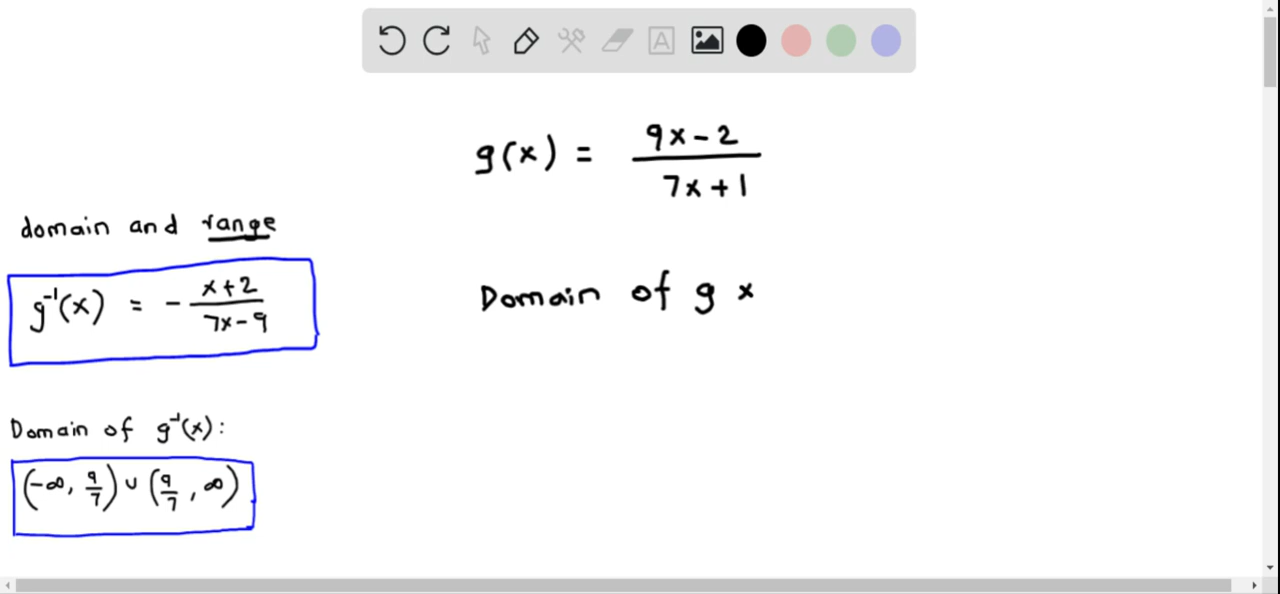 g(x) = (9x-2)/(7x+1)
domain and range
g⁻¹(x) = - (x+2)/(7x-9)
Domain of g x
Domain of g⁻¹(x):
(-∞, 9/7) ∪ (9/7, ∞)
A